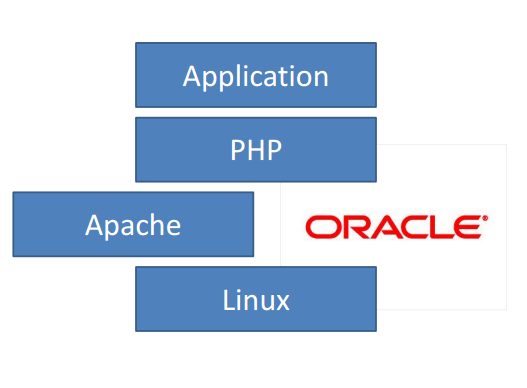 Application
PHP
Apache
ORACLE®
Linux